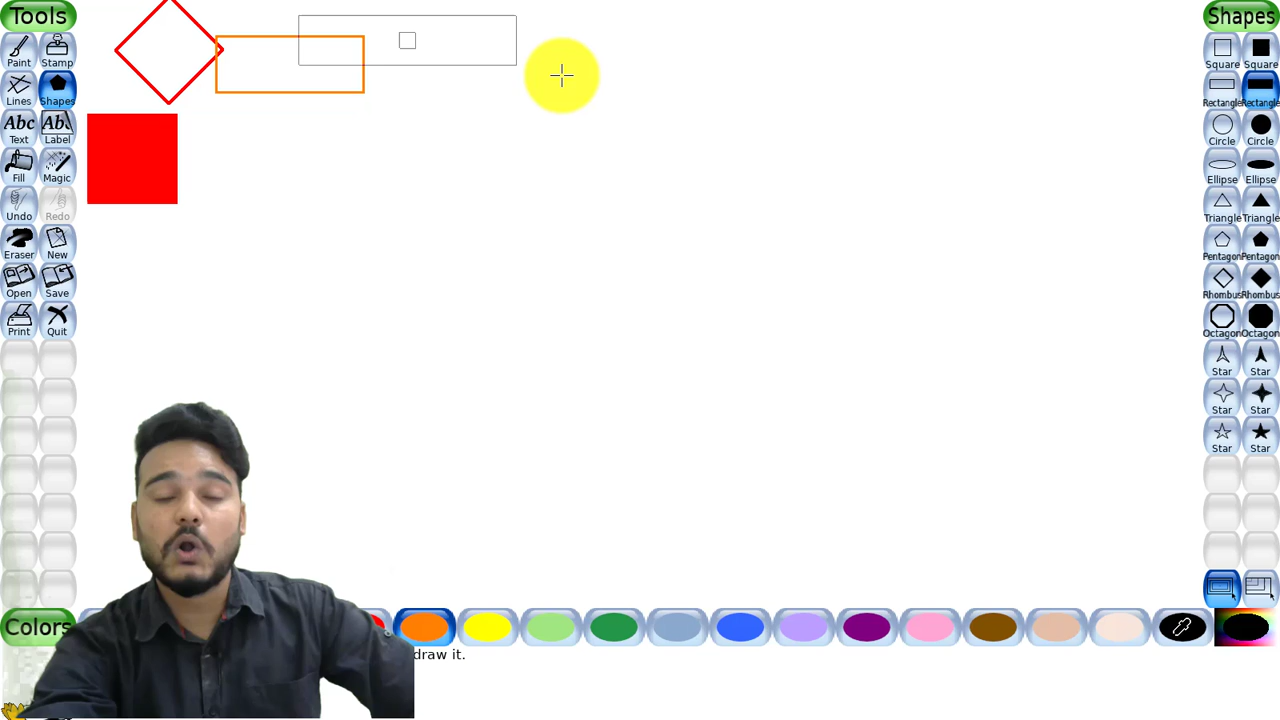 Tools
Paint Stamp
Lines Shapes
Abc Abc
Text Label
Fill Magic
Undo Redo
Eraser New
Open Save
Print Quit
Colors
draw it.
Shapes
Square Square
Rectangle Rectangle
Circle Circle
Ellipse Ellipse
Triangle Triangle
Pentagon Pentagon
Rhombus Rhombus
Octagon Octagon
Star Star
Star Star
Star Star